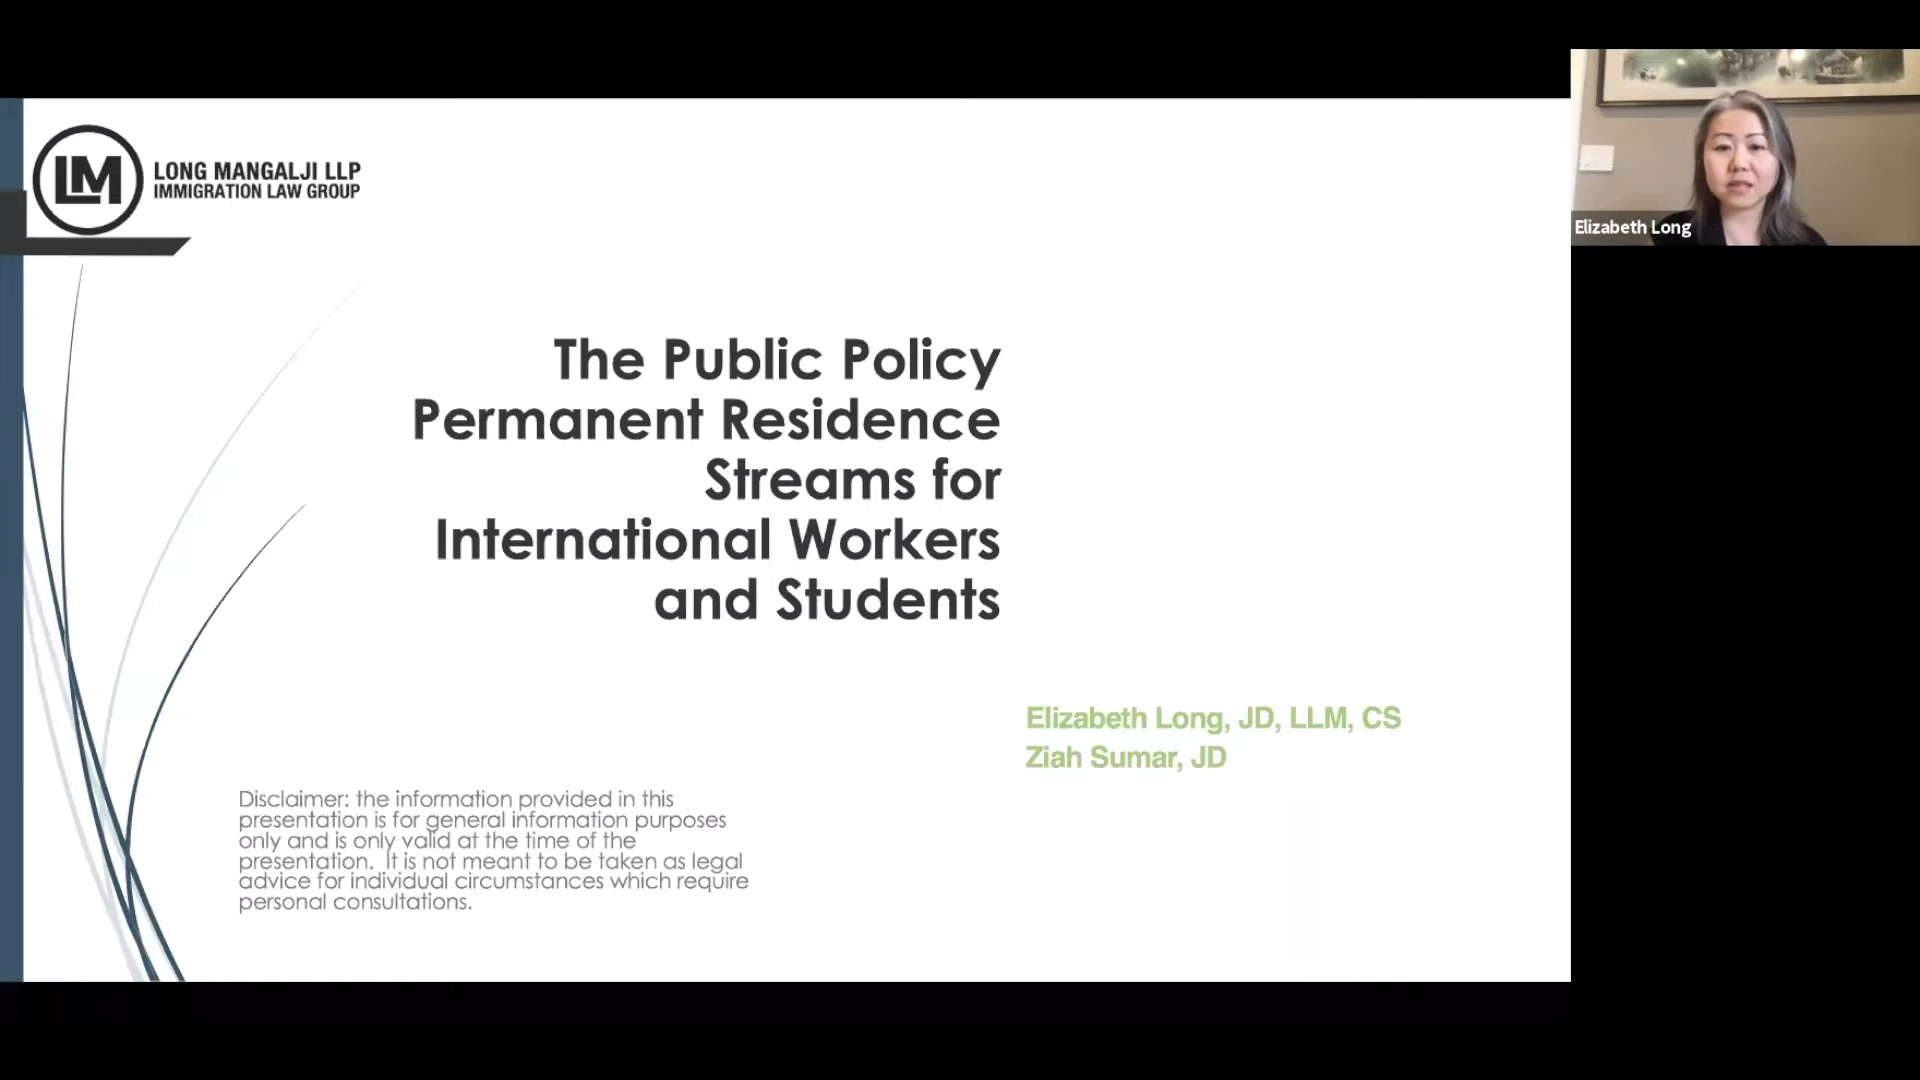 LM
LONG MANGALJI LLP
IMMIGRATION LAW GROUP
Elizabeth Long
The Public Policy
Permanent Residence
Streams for
International Workers
and Students
Elizabeth Long, JD, LLM, CS
Ziah Sumar, JD
Disclaimer: the information provided in this
presentation is for general information purposes
only and is only valid at the time of the
presentation. It is not meant to be taken as legal
advice for individual circumstances which require
personal consultations.